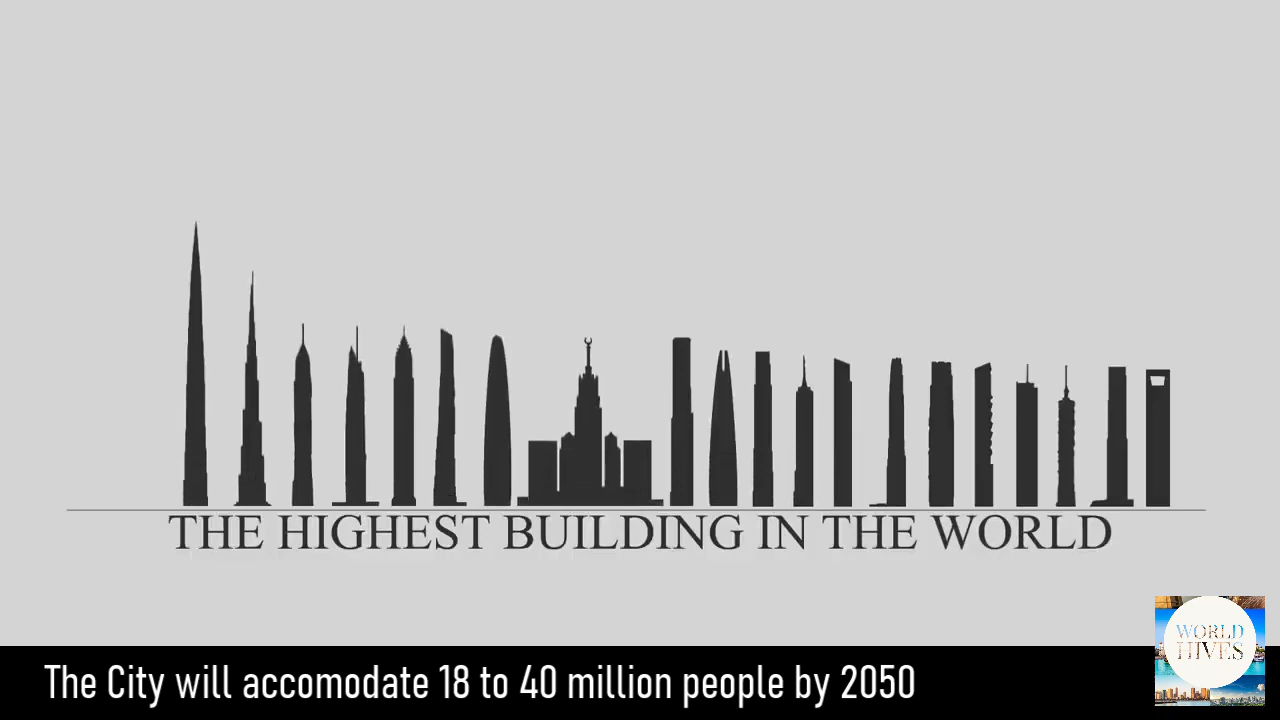 THE HIGHEST BUILDING IN THE WORLD
WORLD
HIVES
The City will accomodate 18 to 40 million people by 2050